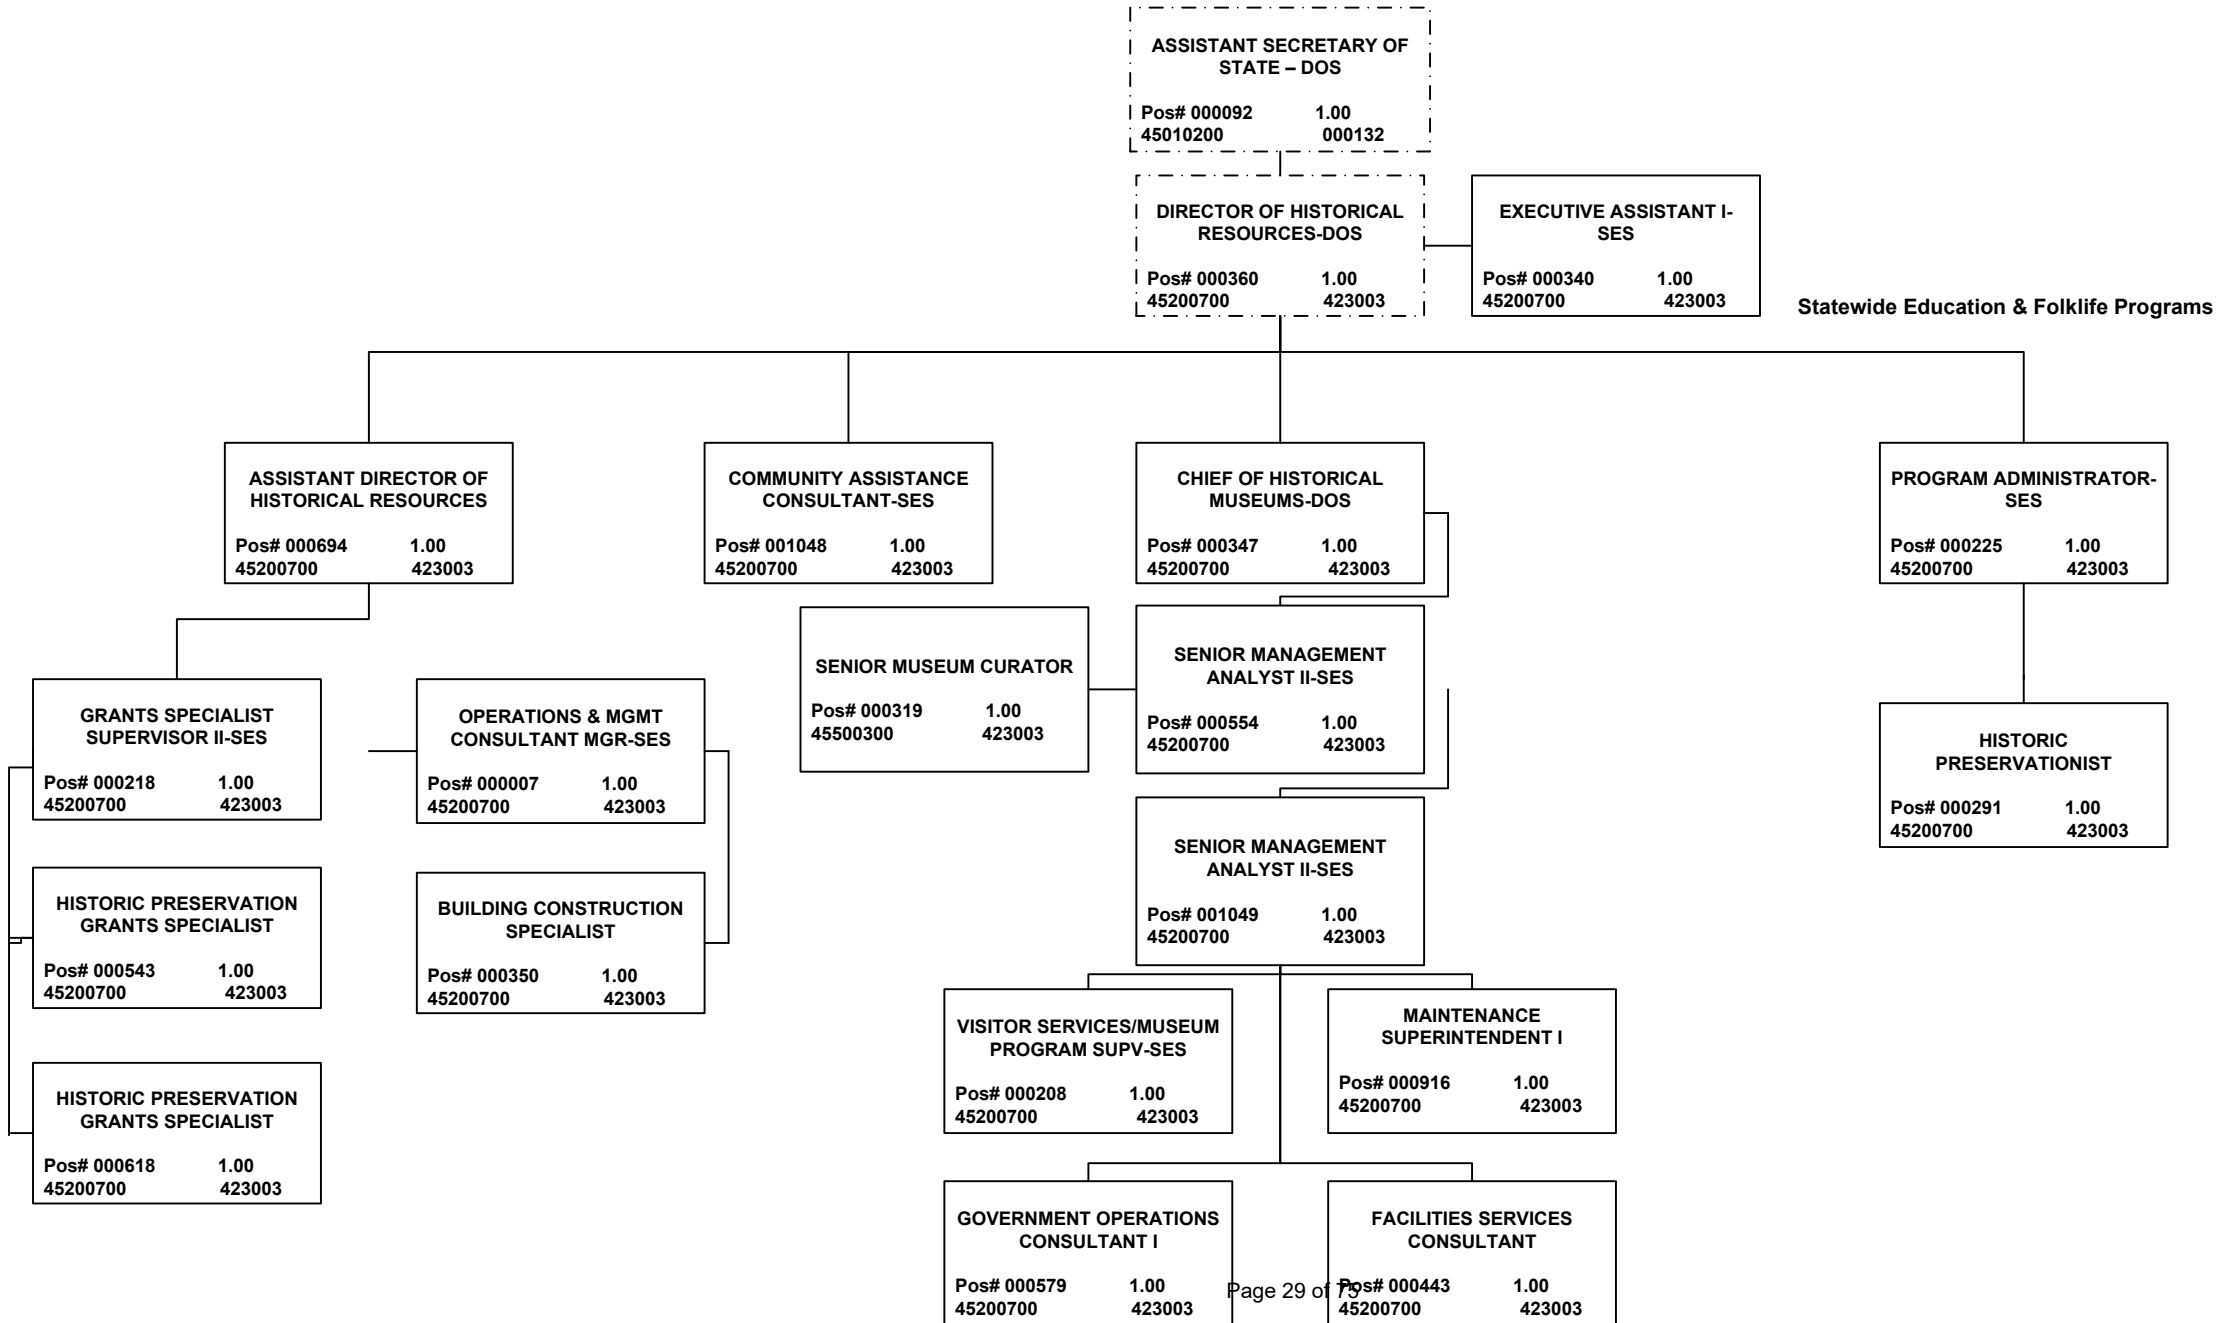 ASSISTANT SECRETARY OF
STATE – DOS
Pos# 000092 1.00
45010200 000132
DIRECTOR OF HISTORICAL
RESOURCES-DOS
Pos# 000360 1.00
45200700 423003
EXECUTIVE ASSISTANT I-
SES
Pos# 000340 1.00
45200700 423003
Statewide Education & Folklife Programs
ASSISTANT DIRECTOR OF
HISTORICAL RESOURCES
Pos# 000694 1.00
45200700 423003
COMMUNITY ASSISTANCE
CONSULTANT-SES
Pos# 001048 1.00
45200700 423003
CHIEF OF HISTORICAL
MUSEUMS-DOS
Pos# 000347 1.00
45200700 423003
PROGRAM ADMINISTRATOR-
SES
Pos# 000225 1.00
45200700 423003
SENIOR MUSEUM CURATOR
Pos# 000319 1.00
45500300 423003
SENIOR MANAGEMENT
ANALYST II-SES
Pos# 000554 1.00
45200700 423003
GRANTS SPECIALIST
SUPERVISOR II-SES
Pos# 000218 1.00
45200700 423003
OPERATIONS & MGMT
CONSULTANT MGR-SES
Pos# 000007 1.00
45200700 423003
HISTORIC
PRESERVATIONIST
Pos# 000291 1.00
45200700 423003
SENIOR MANAGEMENT
ANALYST II-SES
Pos# 001049 1.00
45200700 423003
HISTORIC PRESERVATION
GRANTS SPECIALIST
Pos# 000543 1.00
45200700 423003
BUILDING CONSTRUCTION
SPECIALIST
Pos# 000350 1.00
45200700 423003
VISITOR SERVICES/MUSEUM
PROGRAM SUPV-SES
Pos# 000208 1.00
45200700 423003
MAINTENANCE
SUPERINTENDENT I
Pos# 000916 1.00
45200700 423003
HISTORIC PRESERVATION
GRANTS SPECIALIST
Pos# 000618 1.00
45200700 423003
GOVERNMENT OPERATIONS
CONSULTANT I
Pos# 000579 1.00
45200700 423003
FACILITIES SERVICES
CONSULTANT
Pos# 000443 1.00
45200700 423003
Page 29 of 75